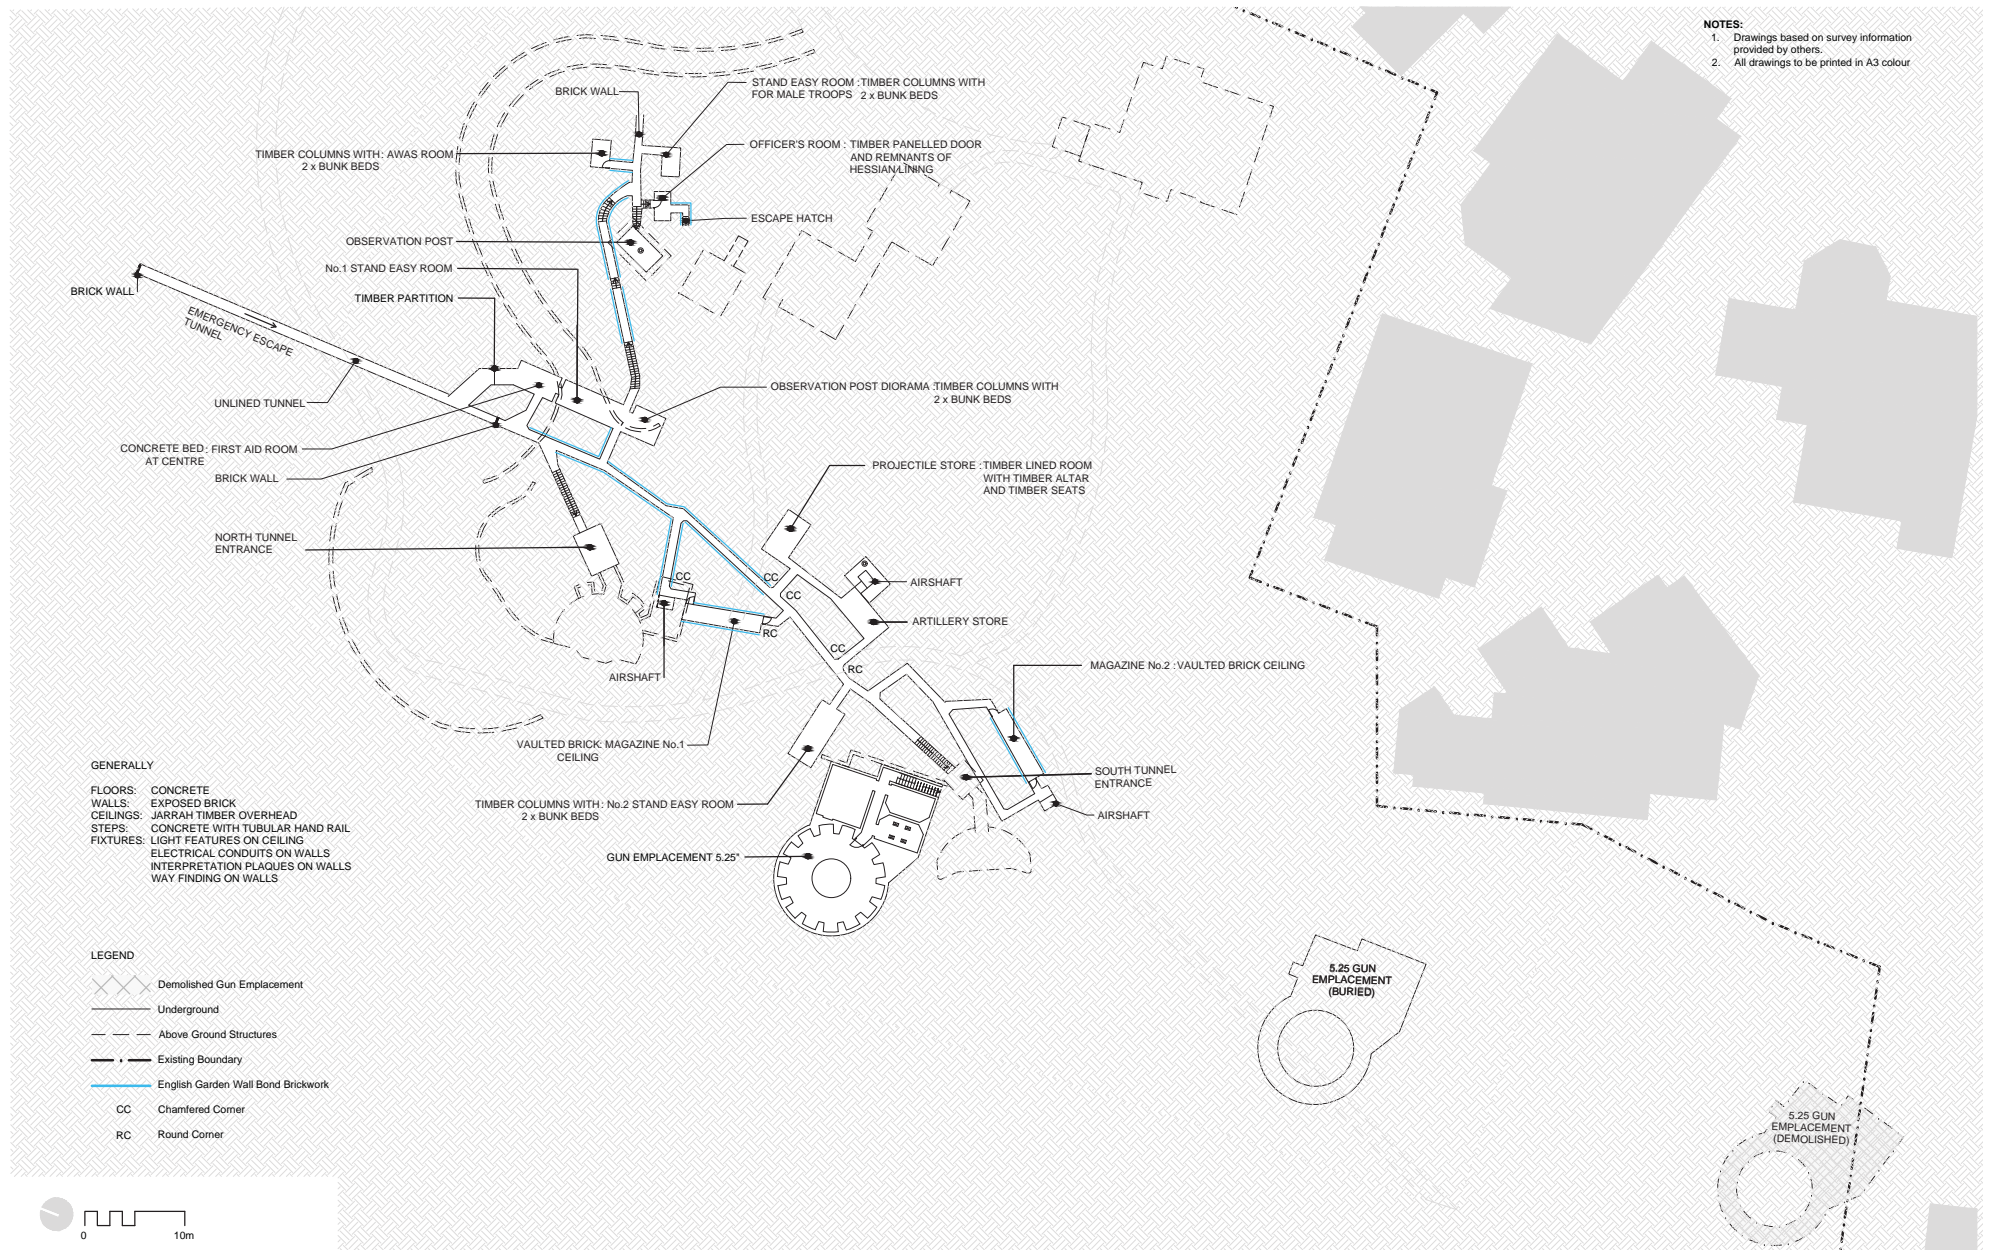 NOTES:
1. Drawings based on survey information
provided by others.
2. All drawings to be printed in A3 colour
STAND EASY ROOM : TIMBER COLUMNS WITH
FOR MALE TROOPS 2 x BUNK BEDS
BRICK WALL
OFFICER'S ROOM : TIMBER PANELLED DOOR
AND REMNANTS OF
HESSIAN LINING
TIMBER COLUMNS WITH : AWAS ROOM
2 x BUNK BEDS
ESCAPE HATCH
OBSERVATION POST
No.1 STAND EASY ROOM
BRICK WALL
TIMBER PARTITION
EMERGENCY ESCAPE
TUNNEL
OBSERVATION POST DIORAMA : TIMBER COLUMNS WITH
2 x BUNK BEDS
UNLINED TUNNEL
CONCRETE BED : FIRST AID ROOM
AT CENTRE
BRICK WALL
PROJECTILE STORE : TIMBER LINED ROOM
WITH TIMBER ALTAR
AND TIMBER SEATS
NORTH TUNNEL
ENTRANCE
CC
CC
CC
AIRSHAFT
ARTILLERY STORE
RC
CC
RC
AIRSHAFT
MAGAZINE No.2 : VAULTED BRICK CEILING
VAULTED BRICK : MAGAZINE No.1
CEILING
SOUTH TUNNEL
ENTRANCE
TIMBER COLUMNS WITH : No.2 STAND EASY ROOM
2 x BUNK BEDS
AIRSHAFT
GUN EMPLACEMENT 5.25"
GENERALLY
FLOORS: CONCRETE
WALLS: EXPOSED BRICK
CEILINGS: JARRAH TIMBER OVERHEAD
STEPS: CONCRETE WITH TUBULAR HAND RAIL
FIXTURES: LIGHT FEATURES ON CEILING
ELECTRICAL CONDUITS ON WALLS
INTERPRETATION PLAQUES ON WALLS
WAY FINDING ON WALLS
LEGEND
Demolished Gun Emplacement
Underground
Above Ground Structures
Existing Boundary
English Garden Wall Bond Brickwork
CC Chamfered Corner
RC Round Corner
5.25 GUN
EMPLACEMENT
(BURIED)
5.25 GUN
EMPLACEMENT
(DEMOLISHED)
0 10m